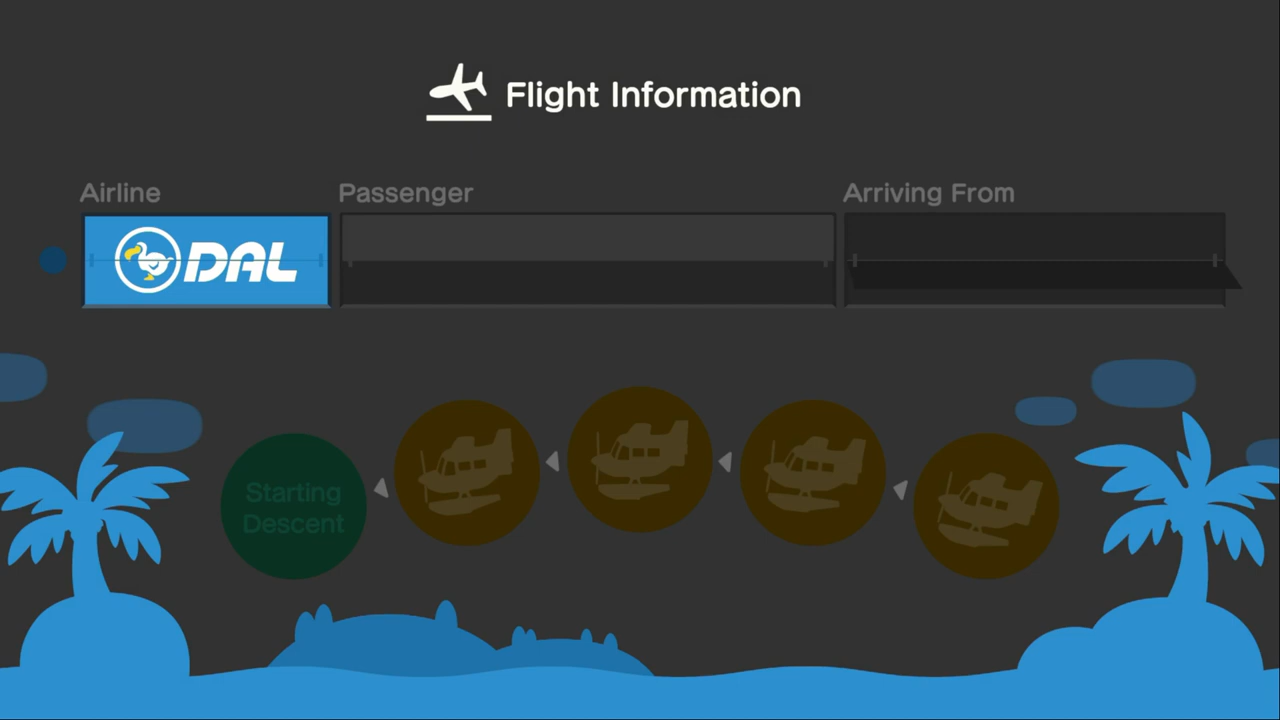 Flight Information
Airline
Passenger
Arriving From
DAL
Starting
Descent